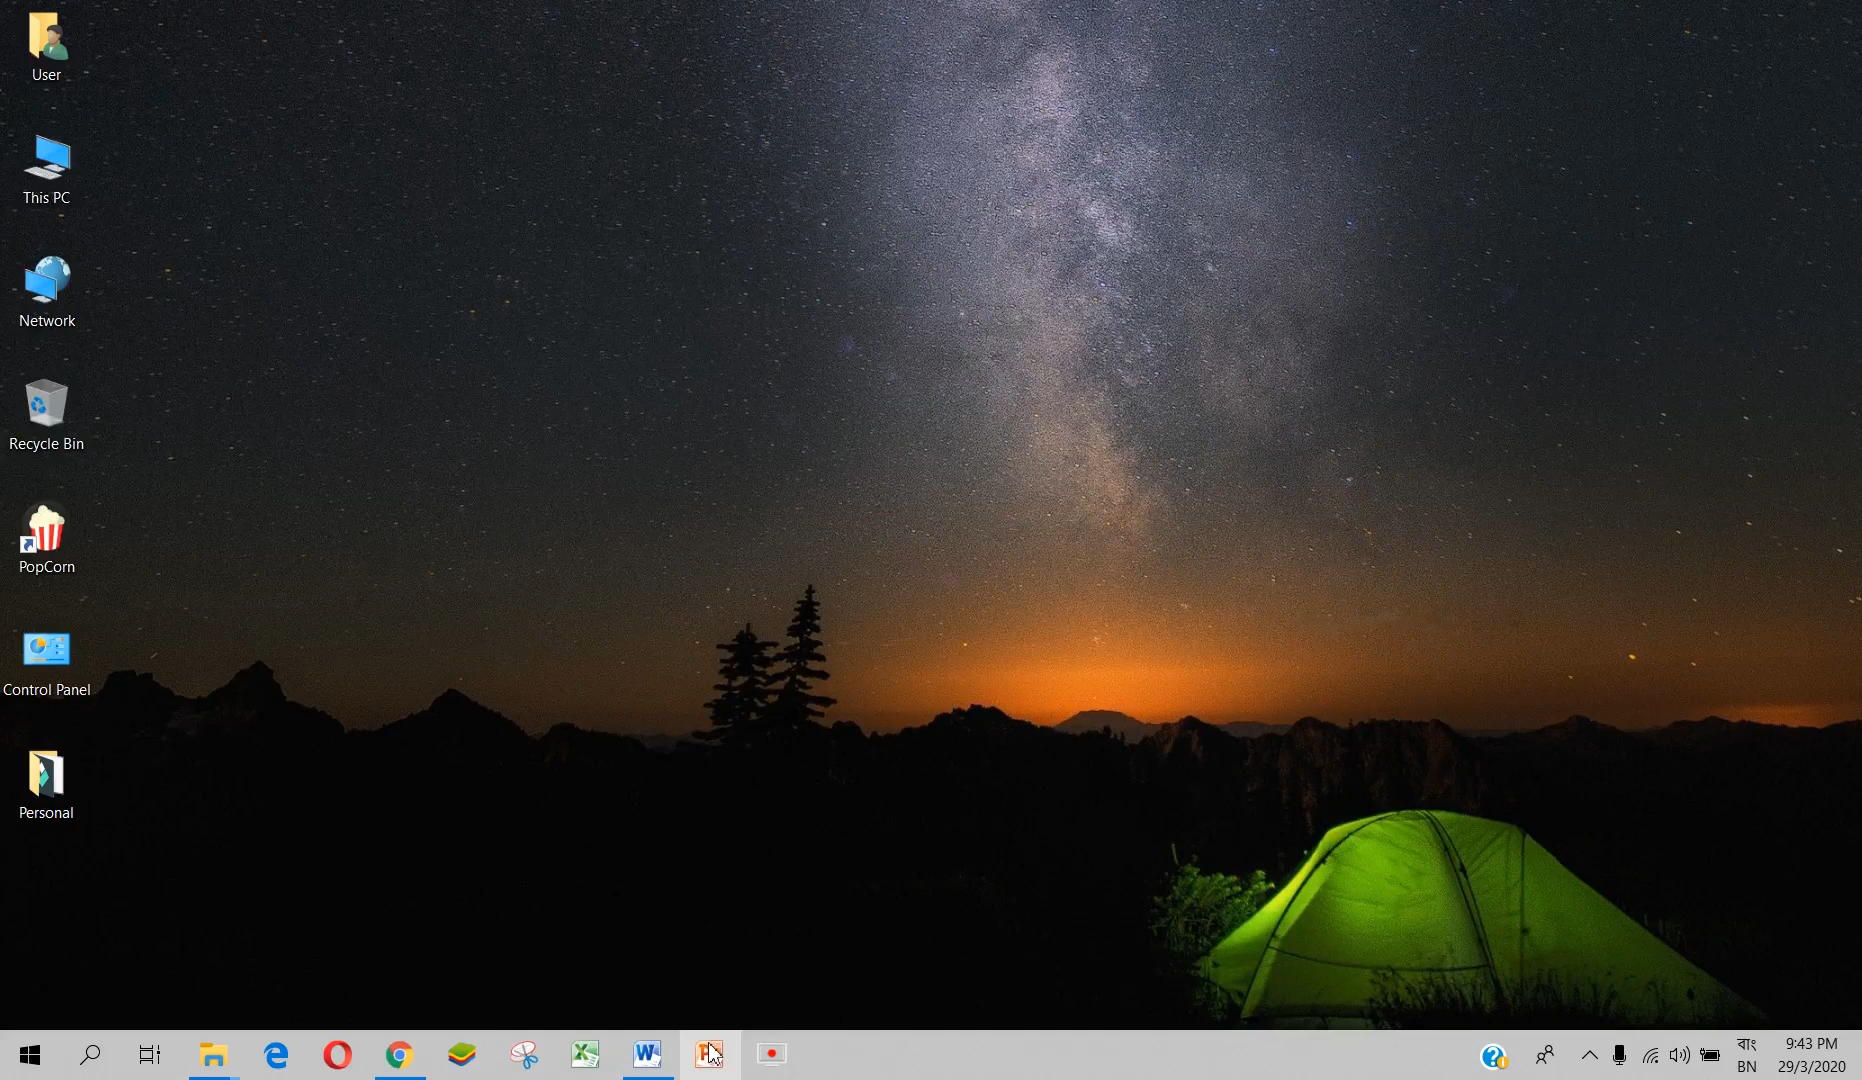 User
This PC
Network
Recycle Bin
PopCorn
Control Panel
Personal
বাং
BN
9:43 PM
29/3/2020